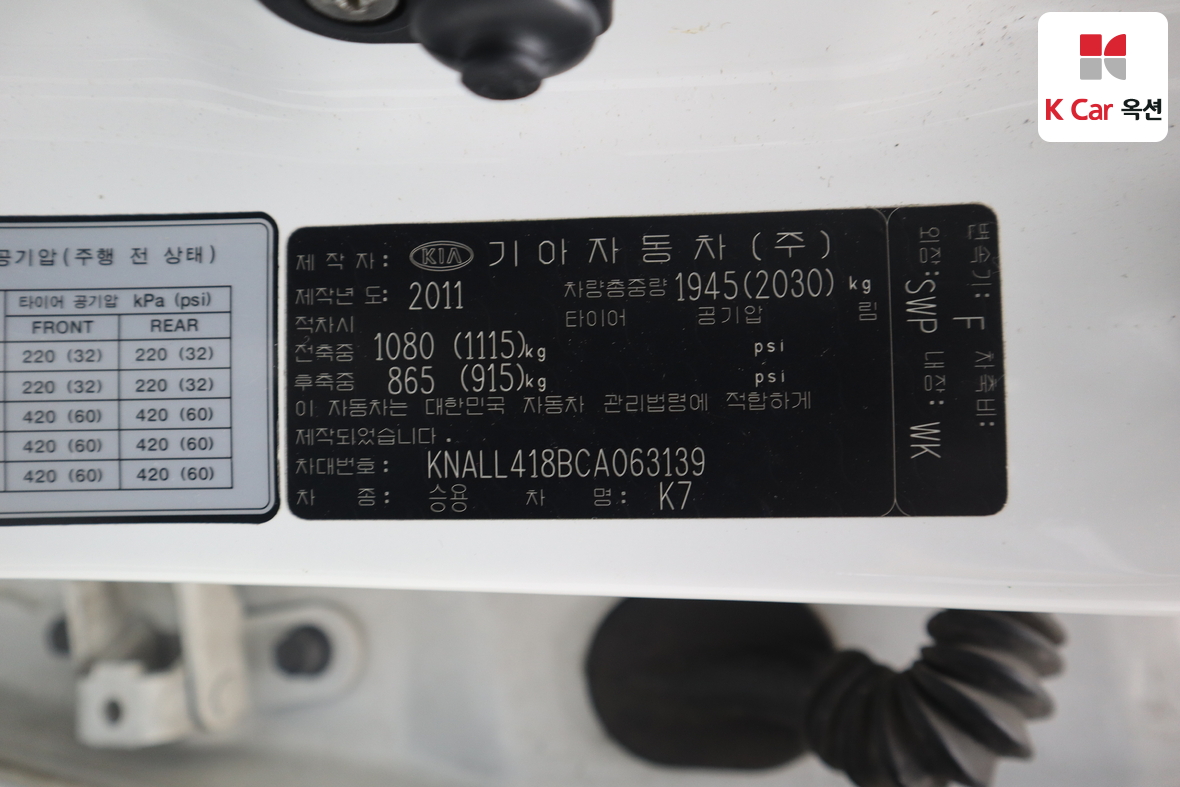 K Car 옥션
공기압(주행 전 상태)
타이어 공기압 kPa (psi)
FRONT REAR
220 (32) 220 (32)
220 (32) 220 (32)
420 (60) 420 (60)
420 (60) 420 (60)
420 (60) 420 (60)
제 작 자: KIA 기아자동차(주)
제작년 도: 2011 차량총중량 1945(2030) kg
적차시 타이어 공기압 림
전축중 1080 (1115)kg psi
후축중 865 (915)kg psi
이 자동차는 대한민국 자동차 관리법령에 적합하게
제작되었습니다.
차대번호: KNALL418BCA063139
차 종: 승용 차 명: K7
변속기: F 차축비:
외장:SWP 내장: WK